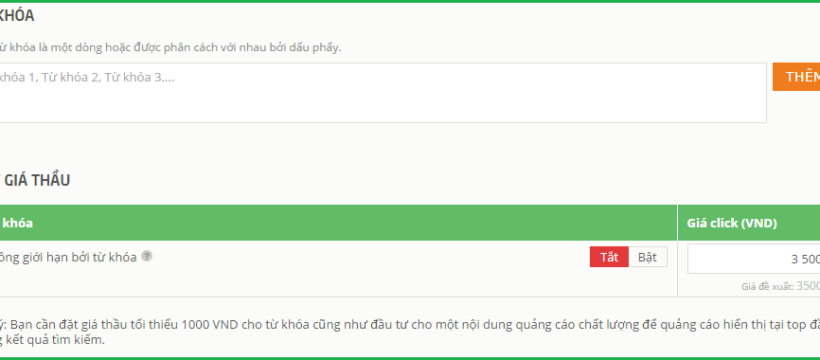 KHÓA
từ khóa là một dòng hoặc được phân cách với nhau bởi dấu phẩy.
khóa 1, Từ khóa 2, Từ khóa 3....
THÊM
GIÁ THẦU
khóa Giá click (VND)
ông giới hạn bởi từ khóa ? Tắt Bật 3 500
Giá đề xuất: 3500
ý: Bạn cần đặt giá thầu tối thiểu 1000 VND cho từ khóa cũng như đầu tư cho một nội dung quảng cáo chất lượng để quảng cáo hiển thị tại top
kết quả tìm kiếm.